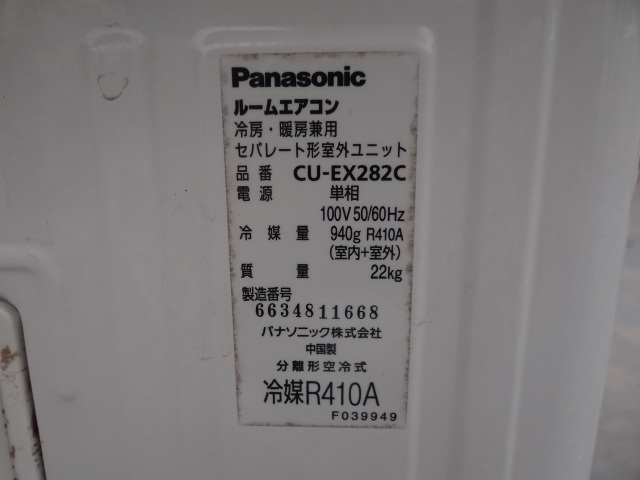 Panasonic
ルームエアコン
冷房・暖房兼用
セパレート形室外ユニット
品番 CU-EX282C
電源 単相
100V 50/60Hz
冷媒量 940g R410A
(室内+室外)
質量 22kg
製造番号
6634811668
パナソニック株式会社
中国製
分離形空冷式
冷媒R410A
F039949